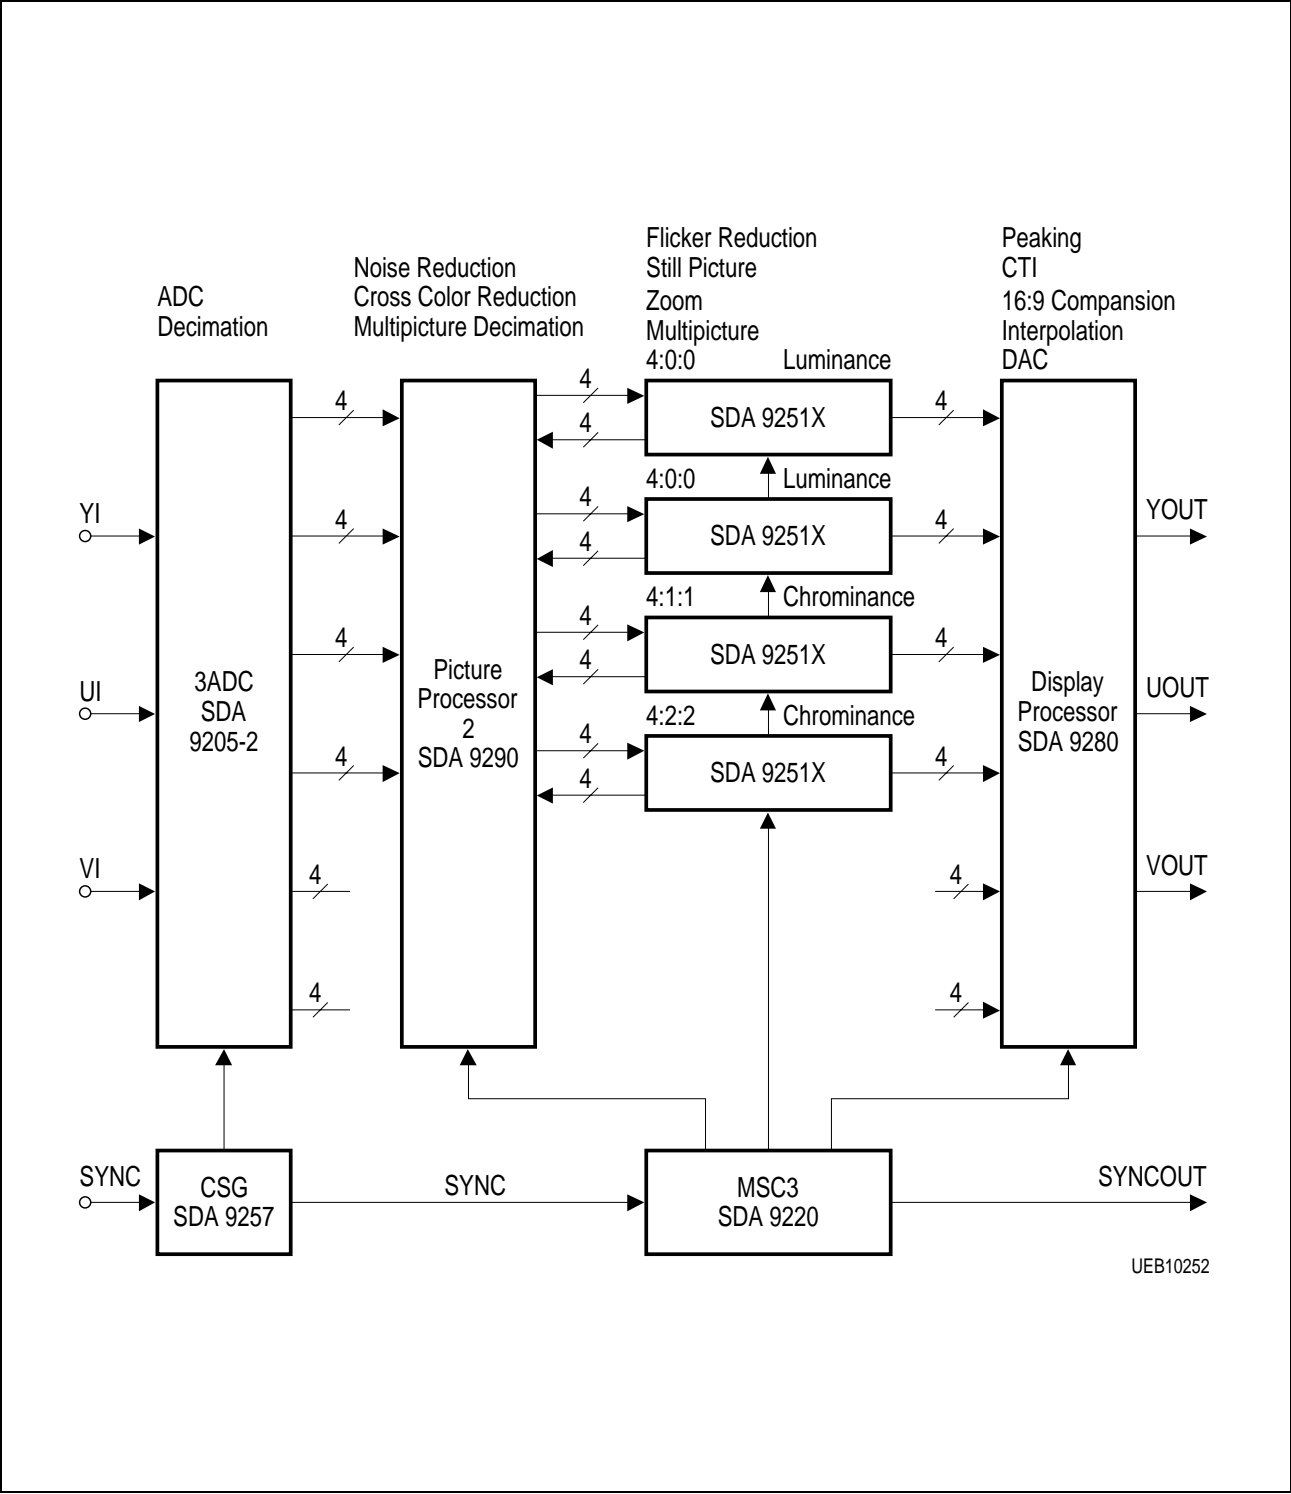 Flicker Reduction
Still Picture
Zoom
Multipicture
Peaking
CTI
16:9 Compansion
Interpolation
DAC
Noise Reduction
Cross Color Reduction
Multipicture Decimation
ADC
Decimation
4:0:0 Luminance
4
4
4
4
SDA 9251X
4
4:0:0 Luminance
4
4
4
SDA 9251X
4
YI
YOUT
4:1:1 Chrominance
4
4
4
SDA 9251X
4
3ADC
SDA
9205-2
Picture
Processor
2
SDA 9290
Display
Processor
SDA 9280
UI
UOUT
4:2:2 Chrominance
4
4
SDA 9251X
4
VI
4
4
VOUT
4
4
SYNC
CSG
SDA 9257
SYNC
MSC3
SDA 9220
SYNCOUT
UEB10252